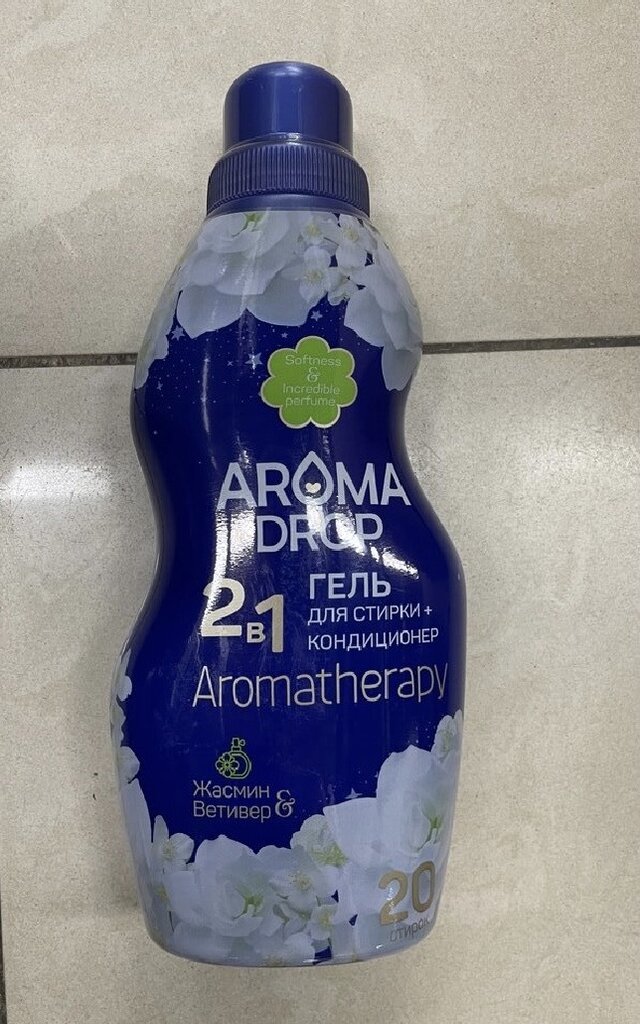 Softness
&
Incredible
perfume
AROMA
DROP
2в1
ГЕЛЬ
ДЛЯ СТИРКИ +
КОНДИЦИОНЕР
Aromatherapy
Жасмин
Ветивер &
20
стирок